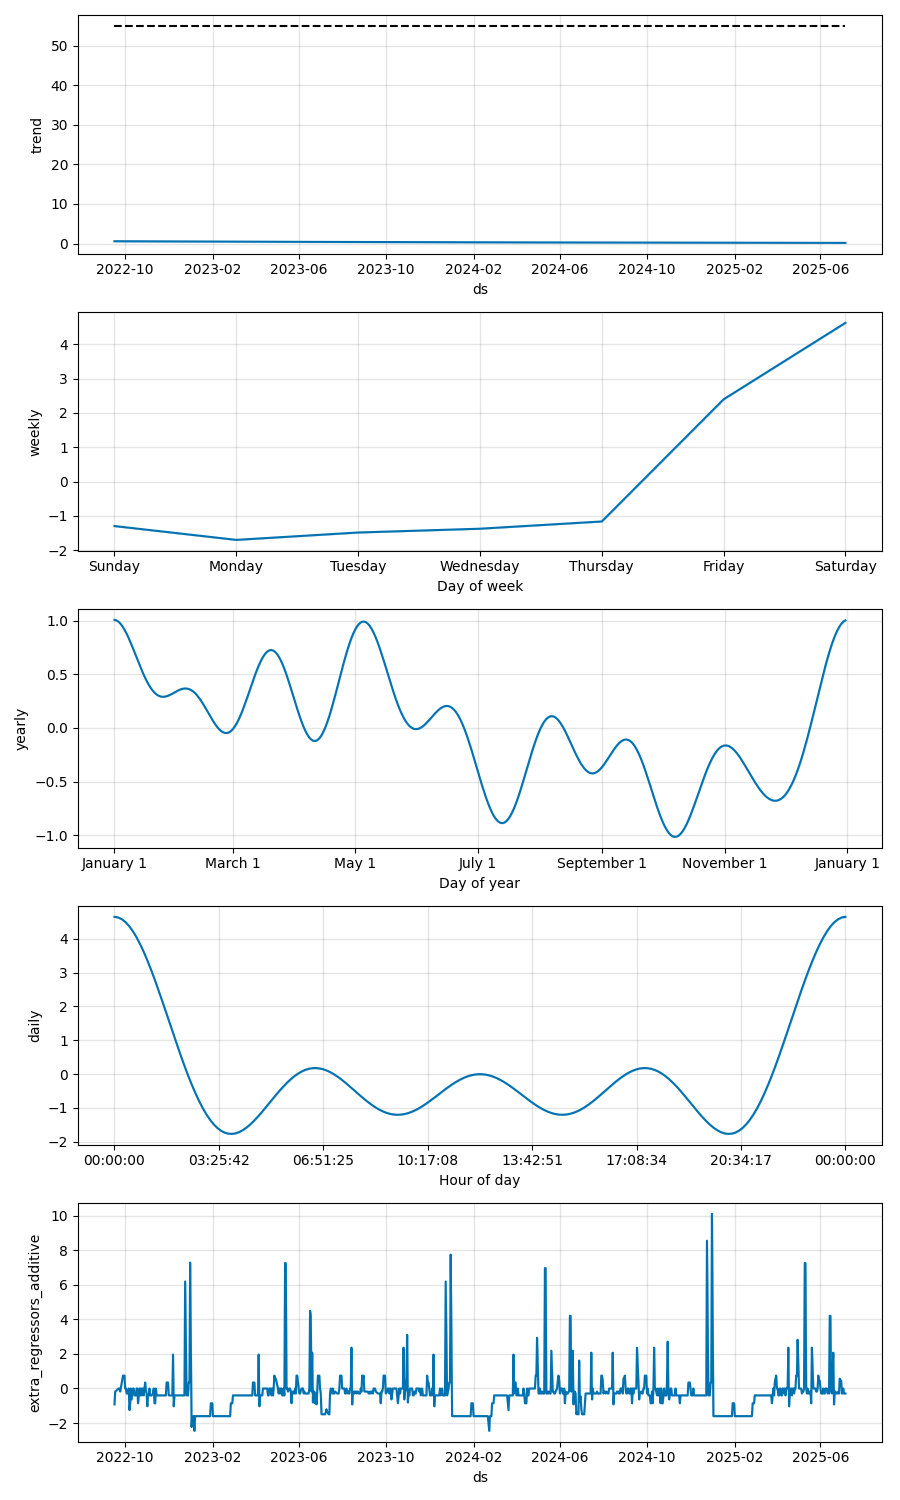 50
40
30
20
10
0
trend
2022-10 2023-02 2023-06 2023-10 2024-02 2024-06 2024-10 2025-02 2025-06
ds
4
3
2
1
0
−1
−2
weekly
Sunday Monday Tuesday Wednesday Thursday Friday Saturday
Day of week
1.0
0.5
0.0
−0.5
−1.0
yearly
January 1 March 1 May 1 July 1 September 1 November 1 January 1
Day of year
4
3
2
1
0
−1
−2
daily
00:00:00 03:25:42 06:51:25 10:17:08 13:42:51 17:08:34 20:34:17 00:00:00
Hour of day
10
8
6
4
2
0
−2
extra_regressors_additive
2022-10 2023-02 2023-06 2023-10 2024-02 2024-06 2024-10 2025-02 2025-06
ds